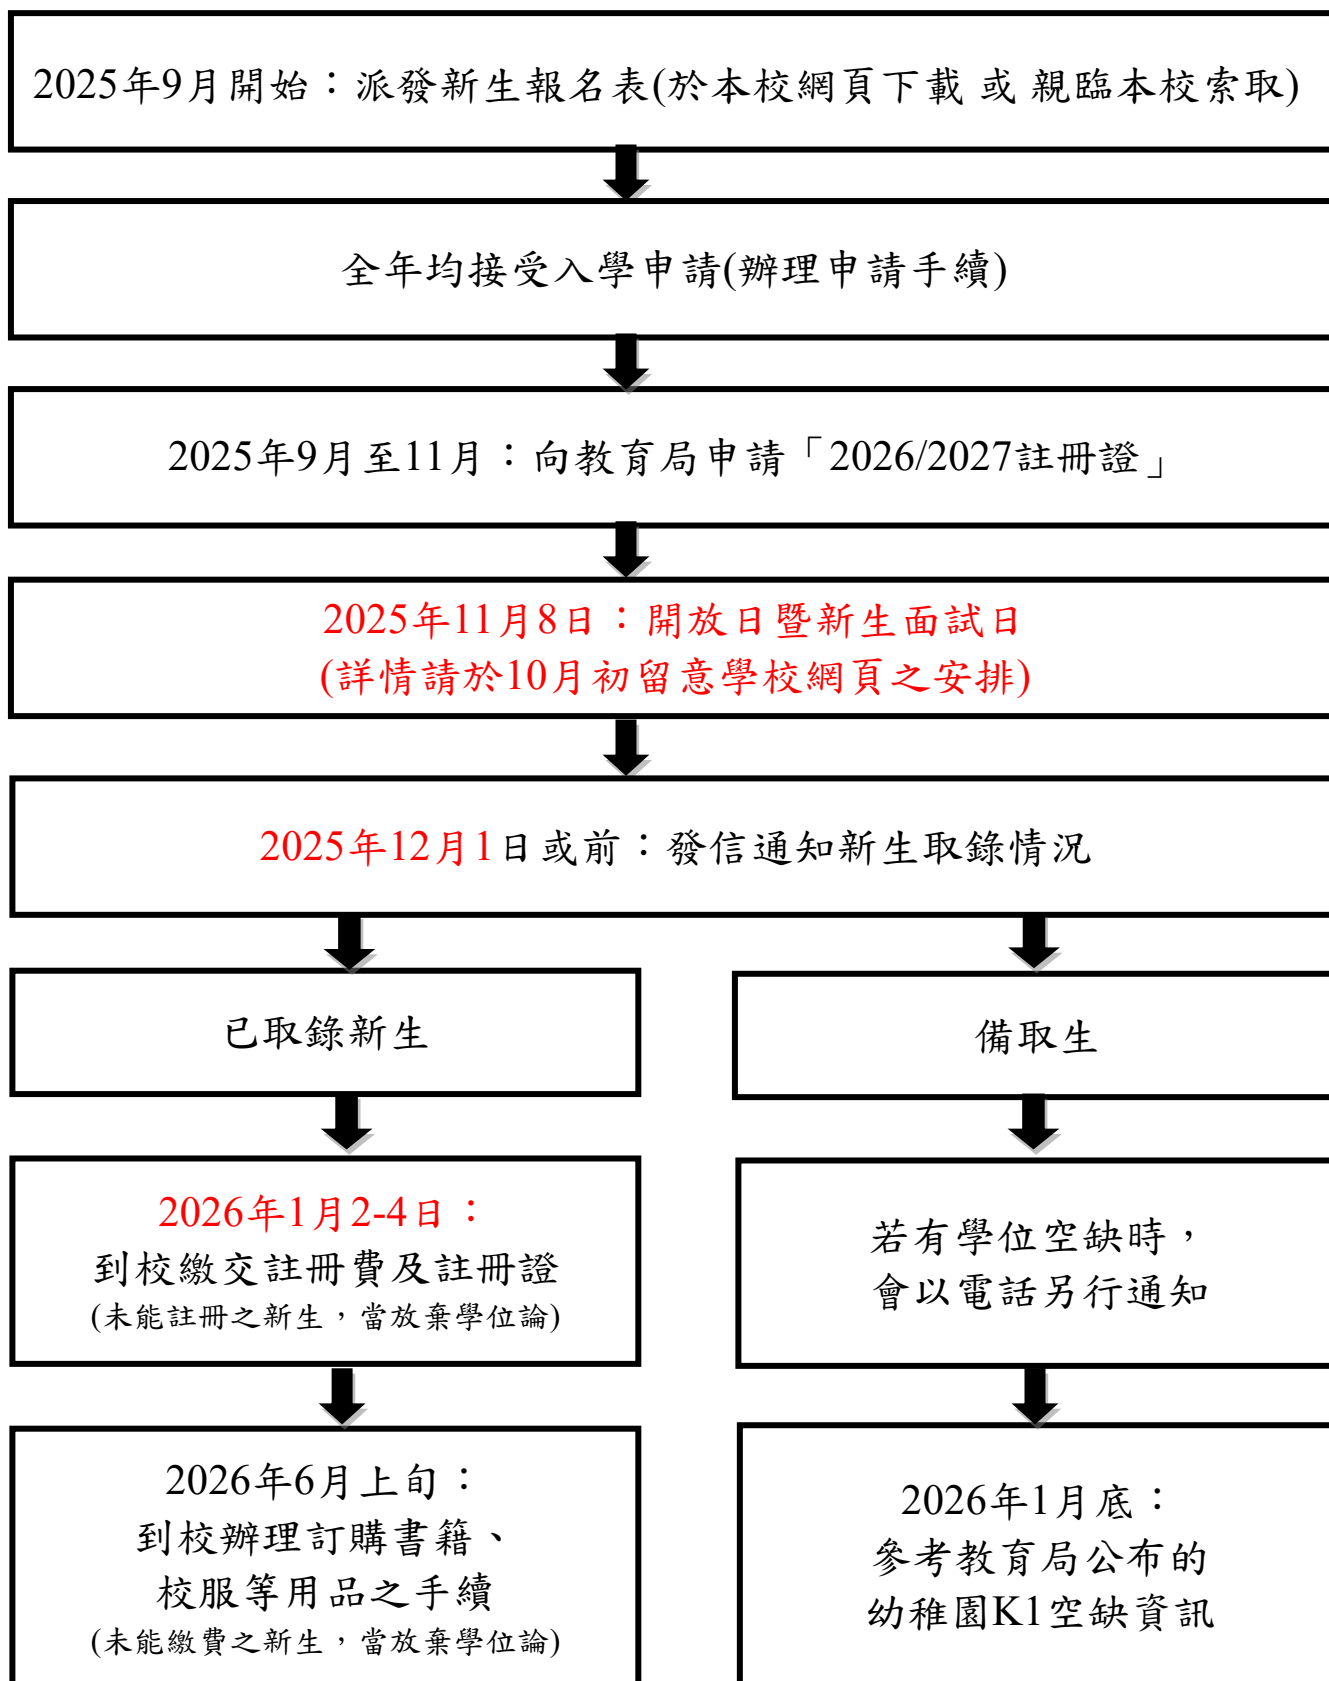 2025年9月開始：派發新生報名表(於本校網頁下載 或 親臨本校索取)
全年均接受入學申請(辦理申請手續)
2025年9月至11月：向教育局申請「2026/2027註冊證」
2025年11月8日：開放日暨新生面試日
(詳情請於10月初留意學校網頁之安排)
2025年12月1日或前：發信通知新生取錄情況
已取錄新生
備取生
2026年1月2-4日：
到校繳交註冊費及註冊證
(未能註冊之新生，當放棄學位論)
若有學位空缺時，
會以電話另行通知
2026年6月上旬：
到校辦理訂購書籍、
校服等用品之手續
(未能繳費之新生，當放棄學位論)
2026年1月底：
參考教育局公布的
幼稚園K1空缺資訊